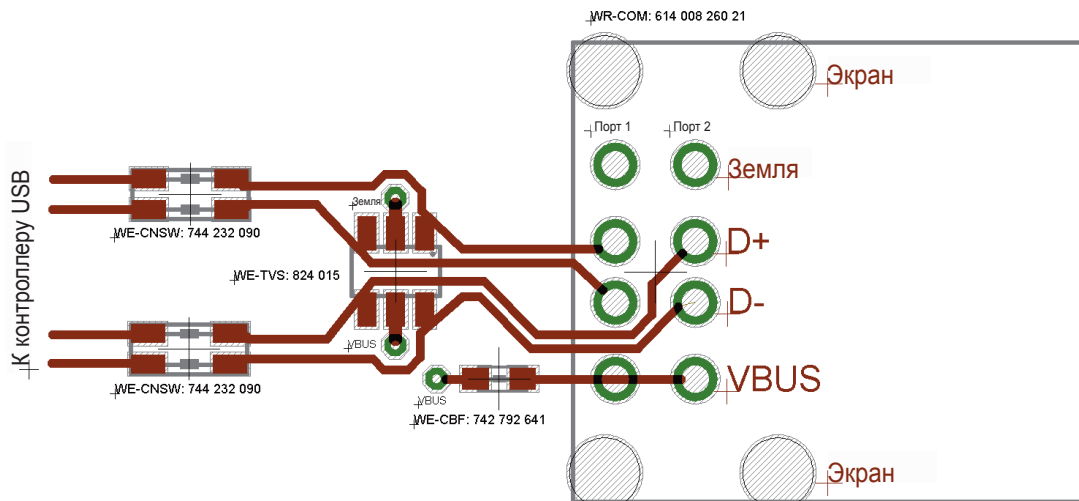 WR-COM: 614 008 260 21
Экран
Порт 1
Порт 2
Земля
К контроллеру USB
Земля
WE-CNSW: 744 232 090
D+
WE-TVS: 824 015
D-
VBUS
WE-CNSW: 744 232 090
VBUS
VBUS
WE-CBF: 742 792 641
Экран